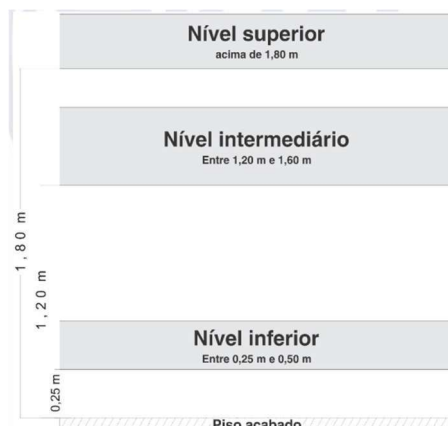 Nível superior
acima de 1,80 m
Nível intermediário
Entre 1,20 m e 1,60 m
1,80 m
1,20 m
Nível inferior
Entre 0,25 m e 0,50 m
0,25 m
Piso acabado